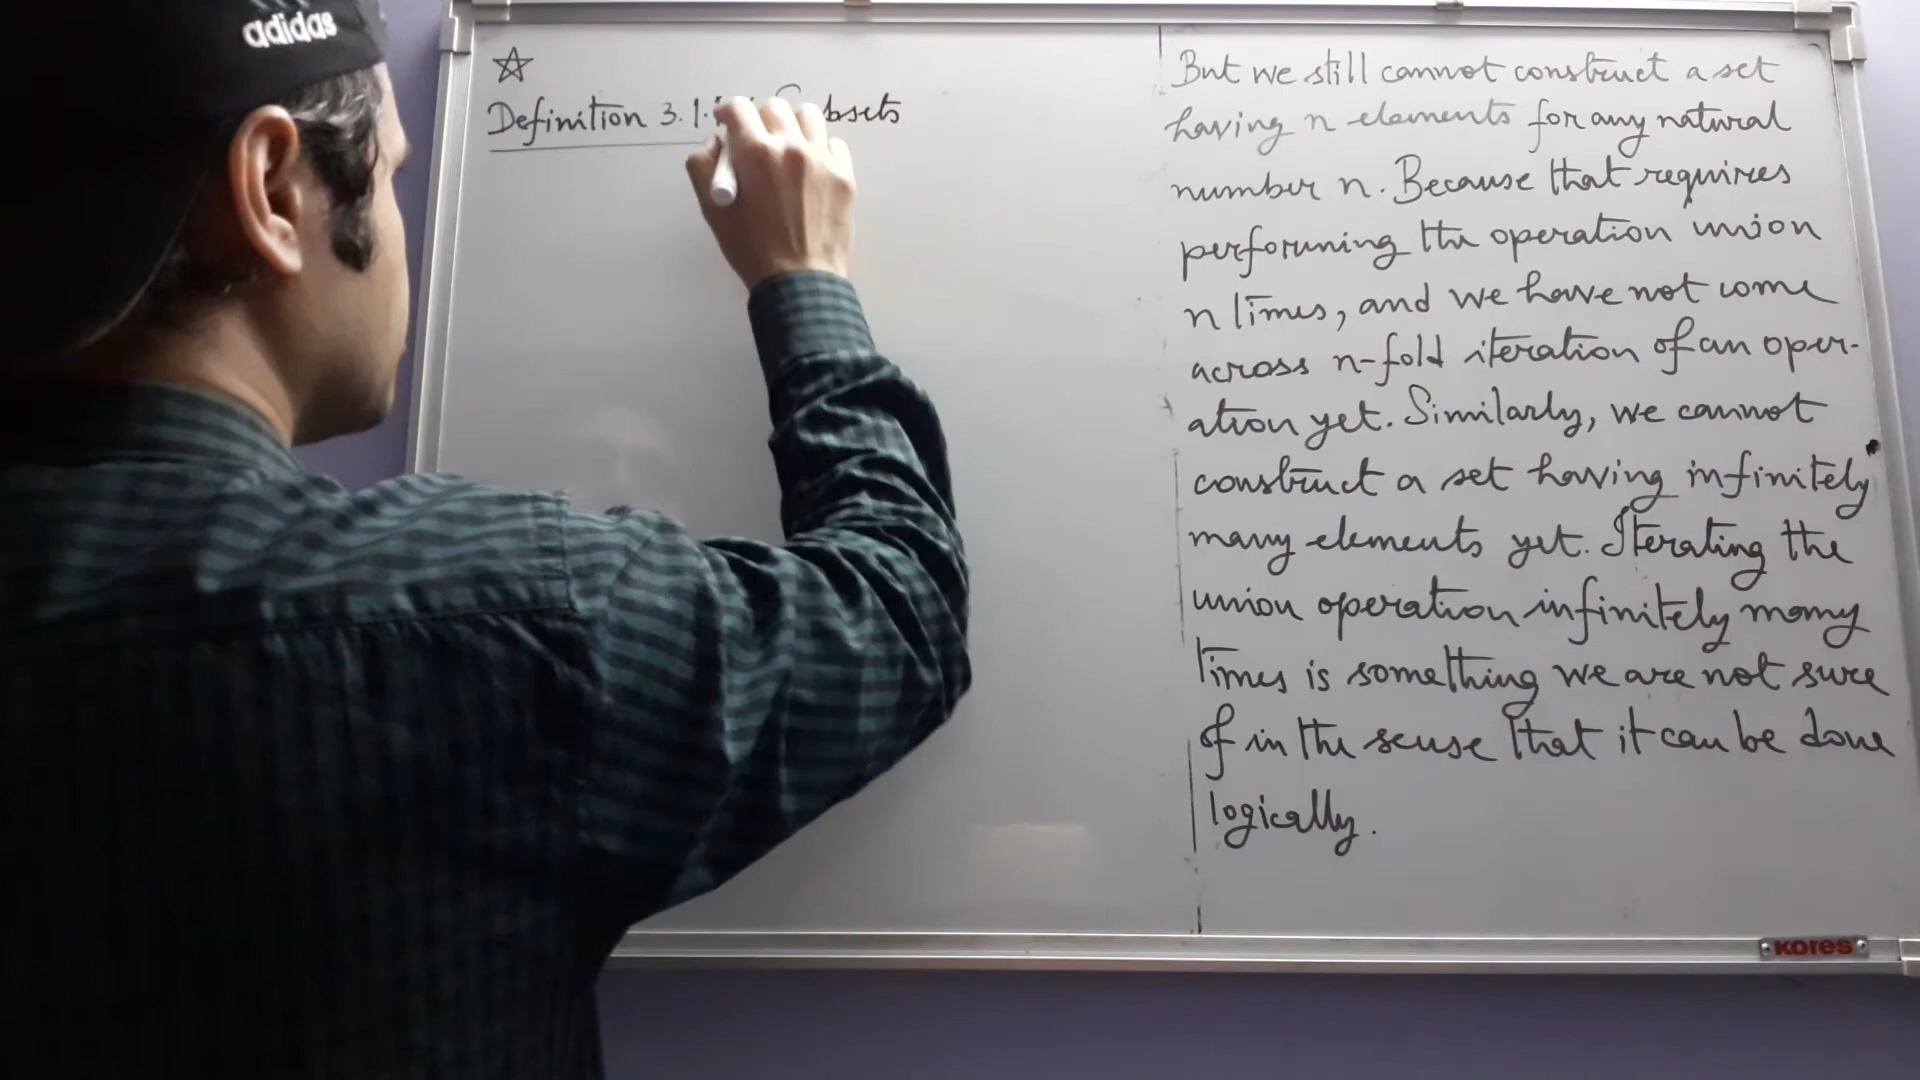 adidas
☆
Definition 3.1. Subsets
But we still cannot construct a set
having n elements for any natural
number n. Because that requires
performing the operation union
n times, and we have not come
across n-fold iteration of an oper-
ation yet. Similarly, we cannot
construct a set having infinitely
many elements yet. Iterating the
union operation infinitely many
times is something we are not sure
of in the sense that it can be done
logically.
KORES